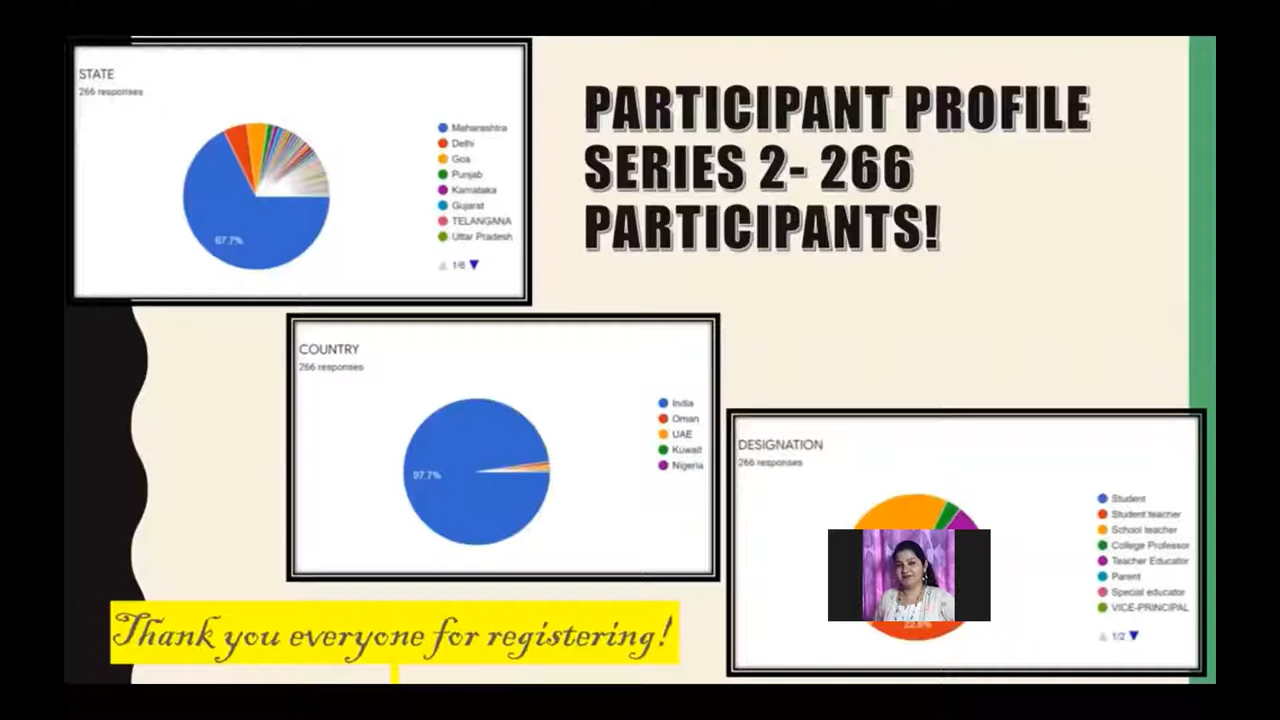 STATE
266 responses
67.7%
Maharashtra
Delhi
Goa
Punjab
Karnataka
Gujarat
TELANGANA
Uttar Pradesh
1/6
PARTICIPANT PROFILE
SERIES 2- 266
PARTICIPANTS!
COUNTRY
266 responses
97.7%
India
Oman
UAE
Kuwait
Nigeria
DESIGNATION
266 responses
Student
Student teacher
School teacher
College Professor
Teacher Educator
Parent
Special educator
VICE-PRINCIPAL
1/2
Thank you everyone for registering!